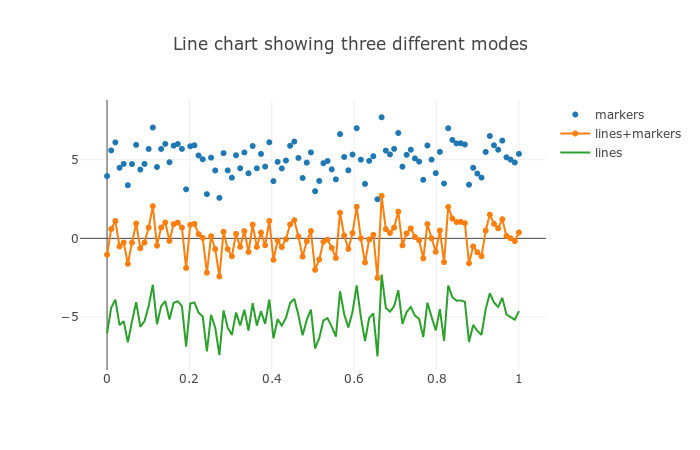 Line chart showing three different modes
markers
lines+markers
lines
5
0
−5
0
0.2
0.4
0.6
0.8
1